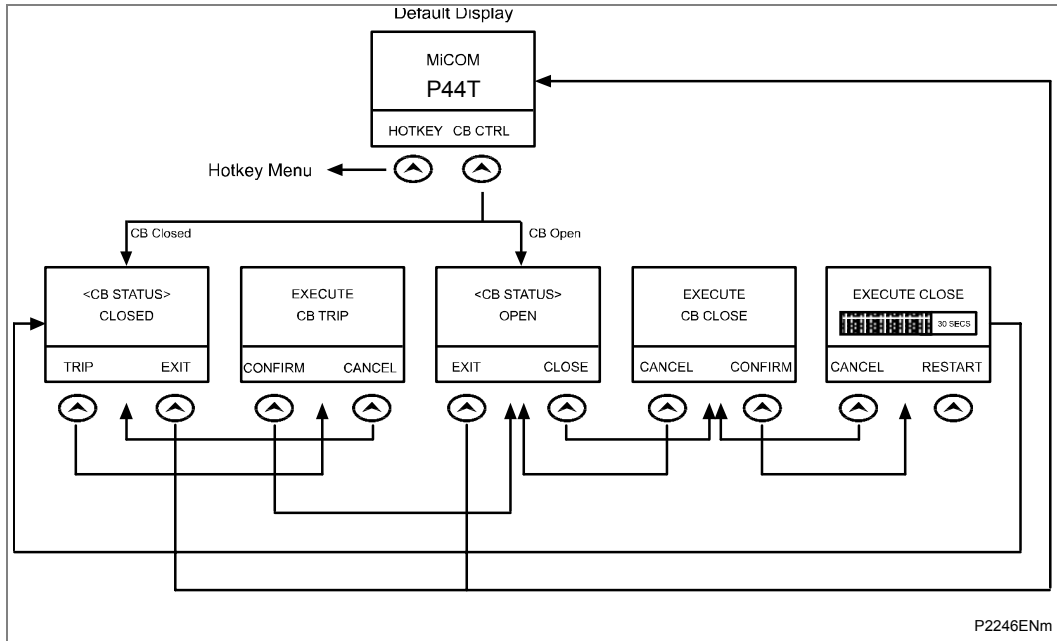 Default Display
MiCOM
P44T
HOTKEY CB CTRL
Hotkey Menu
CB Closed
CB Open
<CB STATUS>
CLOSED
TRIP EXIT
EXECUTE
CB TRIP
CONFIRM CANCEL
<CB STATUS>
OPEN
EXIT CLOSE
EXECUTE
CB CLOSE
CANCEL CONFIRM
EXECUTE CLOSE
30 SECS
CANCEL RESTART
P2246ENm